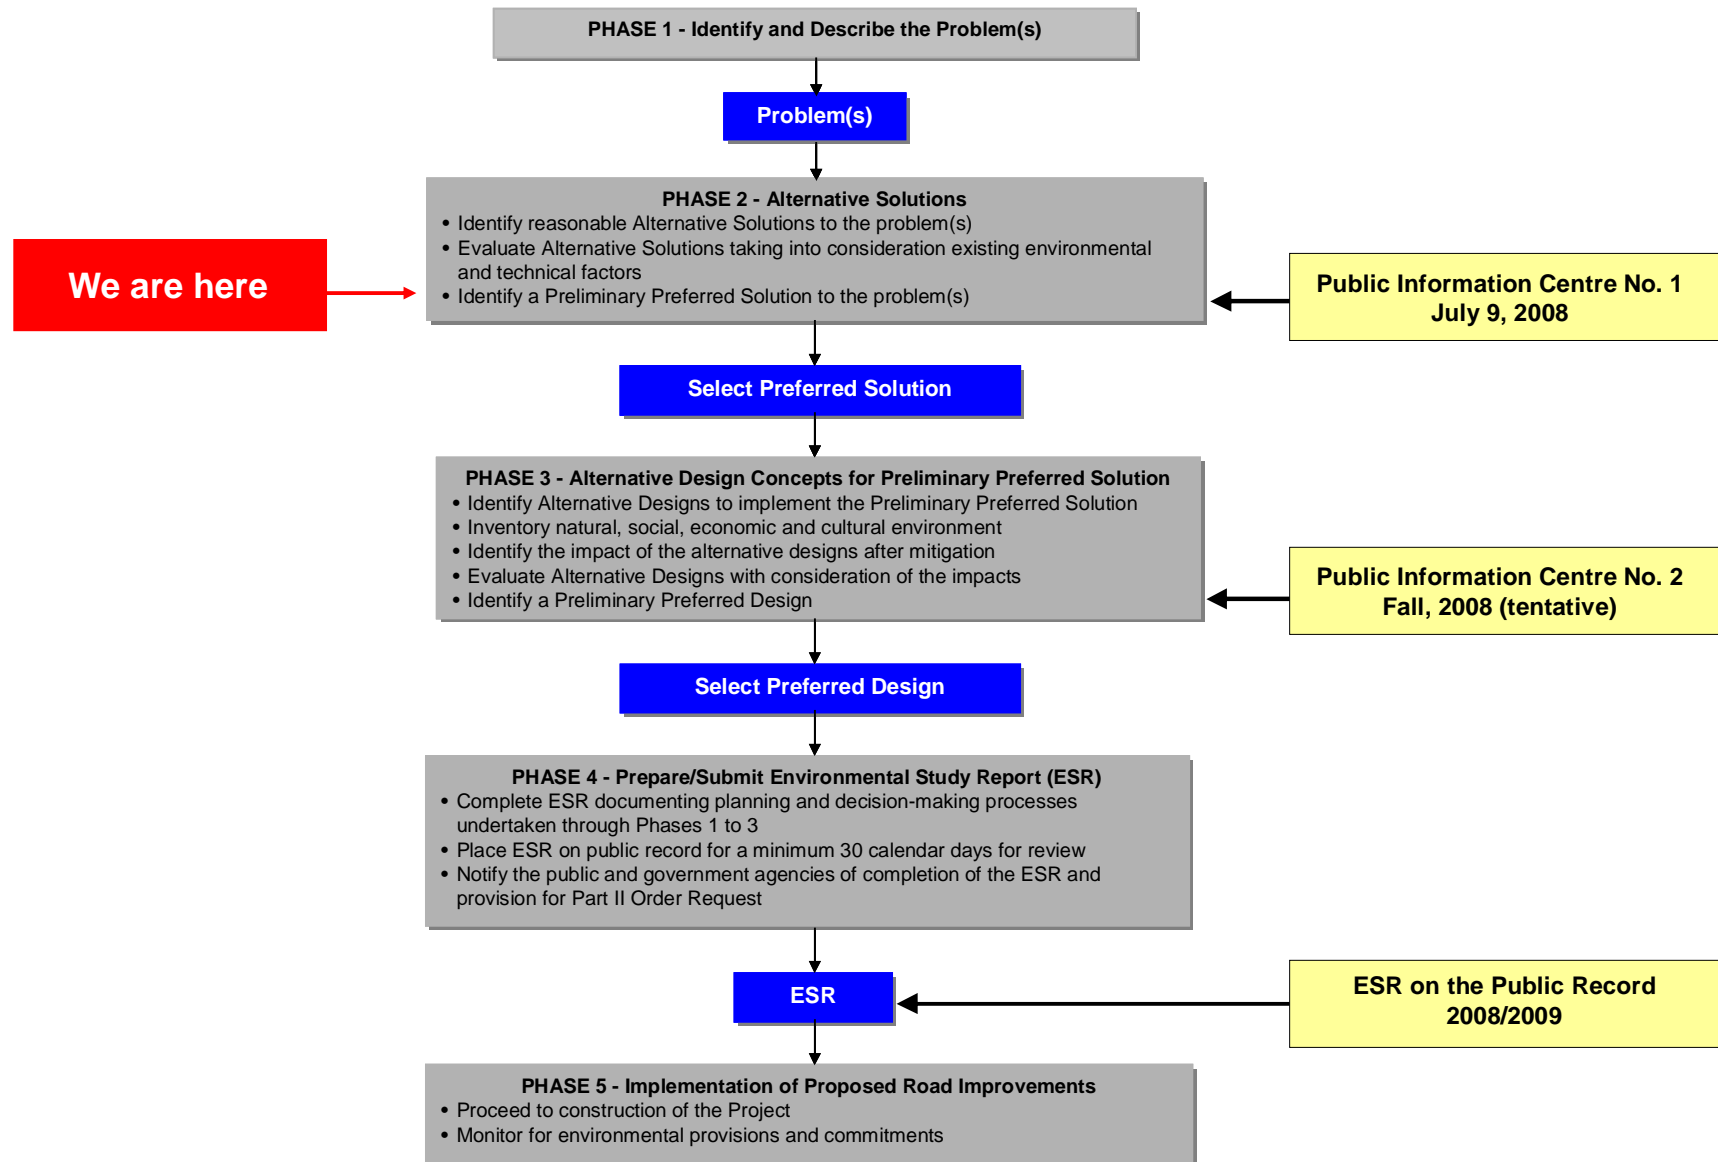 PHASE 1 - Identify and Describe the Problem(s)
Problem(s)
PHASE 2 - Alternative Solutions
• Identify reasonable Alternative Solutions to the problem(s)
• Evaluate Alternative Solutions taking into consideration existing environmental
and technical factors
• Identify a Preliminary Preferred Solution to the problem(s)
We are here
Public Information Centre No. 1
July 9, 2008
Select Preferred Solution
PHASE 3 - Alternative Design Concepts for Preliminary Preferred Solution
• Identify Alternative Designs to implement the Preliminary Preferred Solution
• Inventory natural, social, economic and cultural environment
• Identify the impact of the alternative designs after mitigation
• Evaluate Alternative Designs with consideration of the impacts
• Identify a Preliminary Preferred Design
Public Information Centre No. 2
Fall, 2008 (tentative)
Select Preferred Design
PHASE 4 - Prepare/Submit Environmental Study Report (ESR)
• Complete ESR documenting planning and decision-making processes
undertaken through Phases 1 to 3
• Place ESR on public record for a minimum 30 calendar days for review
• Notify the public and government agencies of completion of the ESR and
provision for Part II Order Request
ESR
ESR on the Public Record
2008/2009
PHASE 5 - Implementation of Proposed Road Improvements
• Proceed to construction of the Project
• Monitor for environmental provisions and commitments